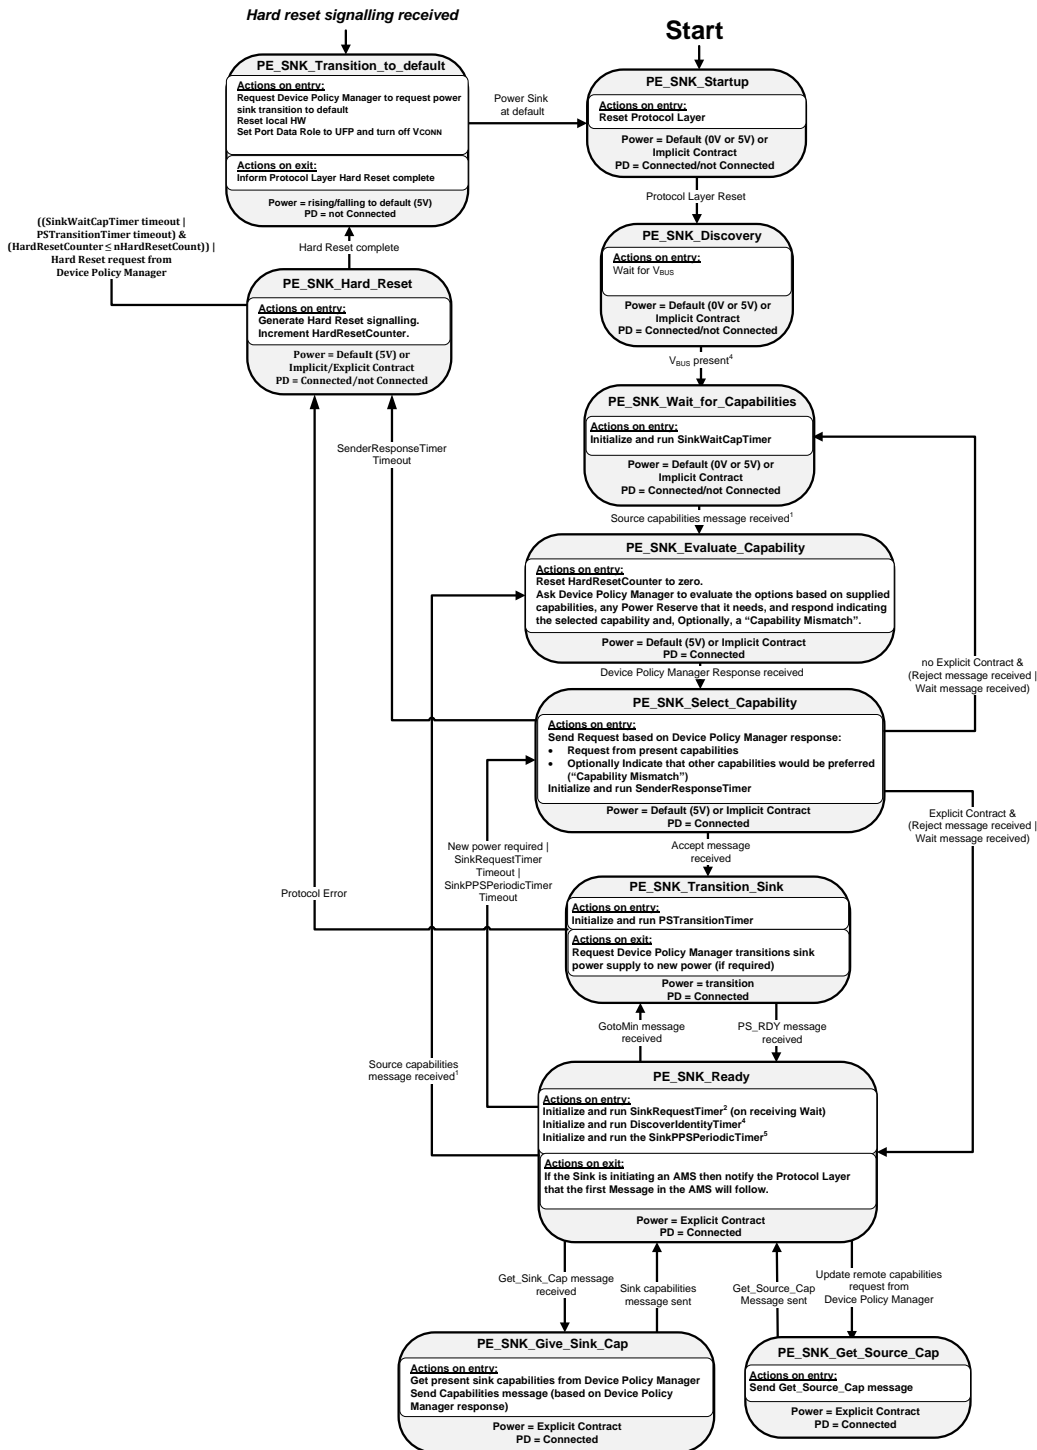 Hard reset signalling received
Start
PE_SNK_Transition_to_default
Actions on entry:
Request Device Policy Manager to request power
sink transition to default
Reset local HW
Set Port Data Role to UFP and turn off VCONN
Actions on exit:
Inform Protocol Layer Hard Reset complete
Power = rising/falling to default (5V)
PD = not Connected
Power Sink
at default
PE_SNK_Startup
Actions on entry:
Reset Protocol Layer
Power = Default (0V or 5V) or
Implicit Contract
PD = Connected/not Connected
Protocol Layer Reset
((SinkWaitCapTimer timeout |
PSTransitionTimer timeout) &
(HardResetCounter ≤ nHardResetCount)) |
Hard Reset request from
Device Policy Manager
Hard Reset complete
PE_SNK_Discovery
Actions on entry:
Wait for VBUS
Power = Default (0V or 5V) or
Implicit Contract
PD = Connected/not Connected
PE_SNK_Hard_Reset
Actions on entry:
Generate Hard Reset signalling.
Increment HardResetCounter.
Power = Default (5V) or
Implicit/Explicit Contract
PD = Connected/not Connected
VBUS present4
PE_SNK_Wait_for_Capabilities
Actions on entry:
Initialize and run SinkWaitCapTimer
Power = Default (0V or 5V) or
Implicit Contract
PD = Connected/not Connected
SenderResponseTimer
Timeout
Source capabilities message received1
PE_SNK_Evaluate_Capability
Actions on entry:
Reset HardResetCounter to zero.
Ask Device Policy Manager to evaluate the options based on supplied
capabilities, any Power Reserve that it needs, and respond indicating
the selected capability and, Optionally, a “Capability Mismatch”.
Power = Default (5V) or Implicit Contract
PD = Connected
Device Policy Manager Response received
no Explicit Contract &
(Reject message received |
Wait message received)
PE_SNK_Select_Capability
Actions on entry:
Send Request based on Device Policy Manager response:
• Request from present capabilities
• Optionally Indicate that other capabilities would be preferred
(“Capability Mismatch”)
Initialize and run SenderResponseTimer
Power = Default (5V) or Implicit Contract
PD = Connected
Explicit Contract &
(Reject message received |
Wait message received)
New power required |
SinkRequestTimer
Timeout |
SinkPPSPeriodicTimer
Timeout
Accept message
received
Protocol Error
PE_SNK_Transition_Sink
Actions on entry:
Initialize and run PSTransitionTimer
Actions on exit:
Request Device Policy Manager transitions sink
power supply to new power (if required)
Power = transition
PD = Connected
GotoMin message
received
PS_RDY message
received
Source capabilities
message received1
PE_SNK_Ready
Actions on entry:
Initialize and run SinkRequestTimer2 (on receiving Wait)
Initialize and run DiscoverIdentityTimer4
Initialize and run the SinkPPSPeriodicTimer5
Actions on exit:
If the Sink is initiating an AMS then notify the Protocol Layer
that the first Message in the AMS will follow.
Power = Explicit Contract
PD = Connected
Get_Sink_Cap message
received
Sink capabilities
message sent
Get_Source_Cap
Message sent
Update remote capabilities
request from
Device Policy Manager
PE_SNK_Give_Sink_Cap
Actions on entry:
Get present sink capabilities from Device Policy Manager
Send Capabilities message (based on Device Policy
Manager response)
Power = Explicit Contract
PD = Connected
PE_SNK_Get_Source_Cap
Actions on entry:
Send Get_Source_Cap message
Power = Explicit Contract
PD = Connected